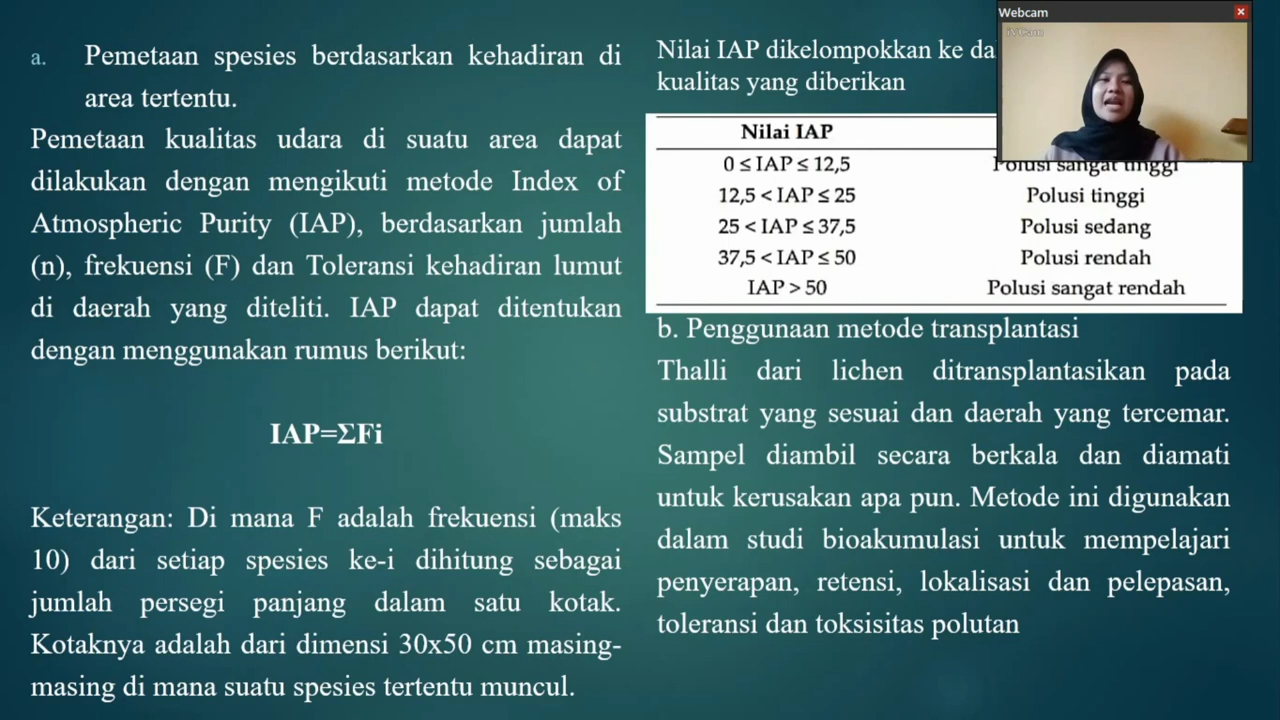 a. Pemetaan spesies berdasarkan kehadiran di
area tertentu.
Pemetaan kualitas udara di suatu area dapat
dilakukan dengan mengikuti metode Index of
Atmospheric Purity (IAP), berdasarkan jumlah
(n), frekuensi (F) dan Toleransi kehadiran lumut
di daerah yang diteliti. IAP dapat ditentukan
dengan menggunakan rumus berikut:
IAP=ΣFi
Keterangan: Di mana F adalah frekuensi (maks
10) dari setiap spesies ke-i dihitung sebagai
jumlah persegi panjang dalam satu kotak.
Kotaknya adalah dari dimensi 30x50 cm masing-
masing di mana suatu spesies tertentu muncul.
Nilai IAP dikelompokkan ke da
kualitas yang diberikan
Nilai IAP
0 ≤ IAP ≤ 12,5 Polusi sangat tinggi
12,5 < IAP ≤ 25 Polusi tinggi
25 < IAP ≤ 37,5 Polusi sedang
37,5 < IAP ≤ 50 Polusi rendah
IAP > 50 Polusi sangat rendah
b. Penggunaan metode transplantasi
Thalli dari lichen ditransplantasikan pada
substrat yang sesuai dan daerah yang tercemar.
Sampel diambil secara berkala dan diamati
untuk kerusakan apa pun. Metode ini digunakan
dalam studi bioakumulasi untuk mempelajari
penyerapan, retensi, lokalisasi dan pelepasan,
toleransi dan toksisitas polutan
Webcam
iVCam